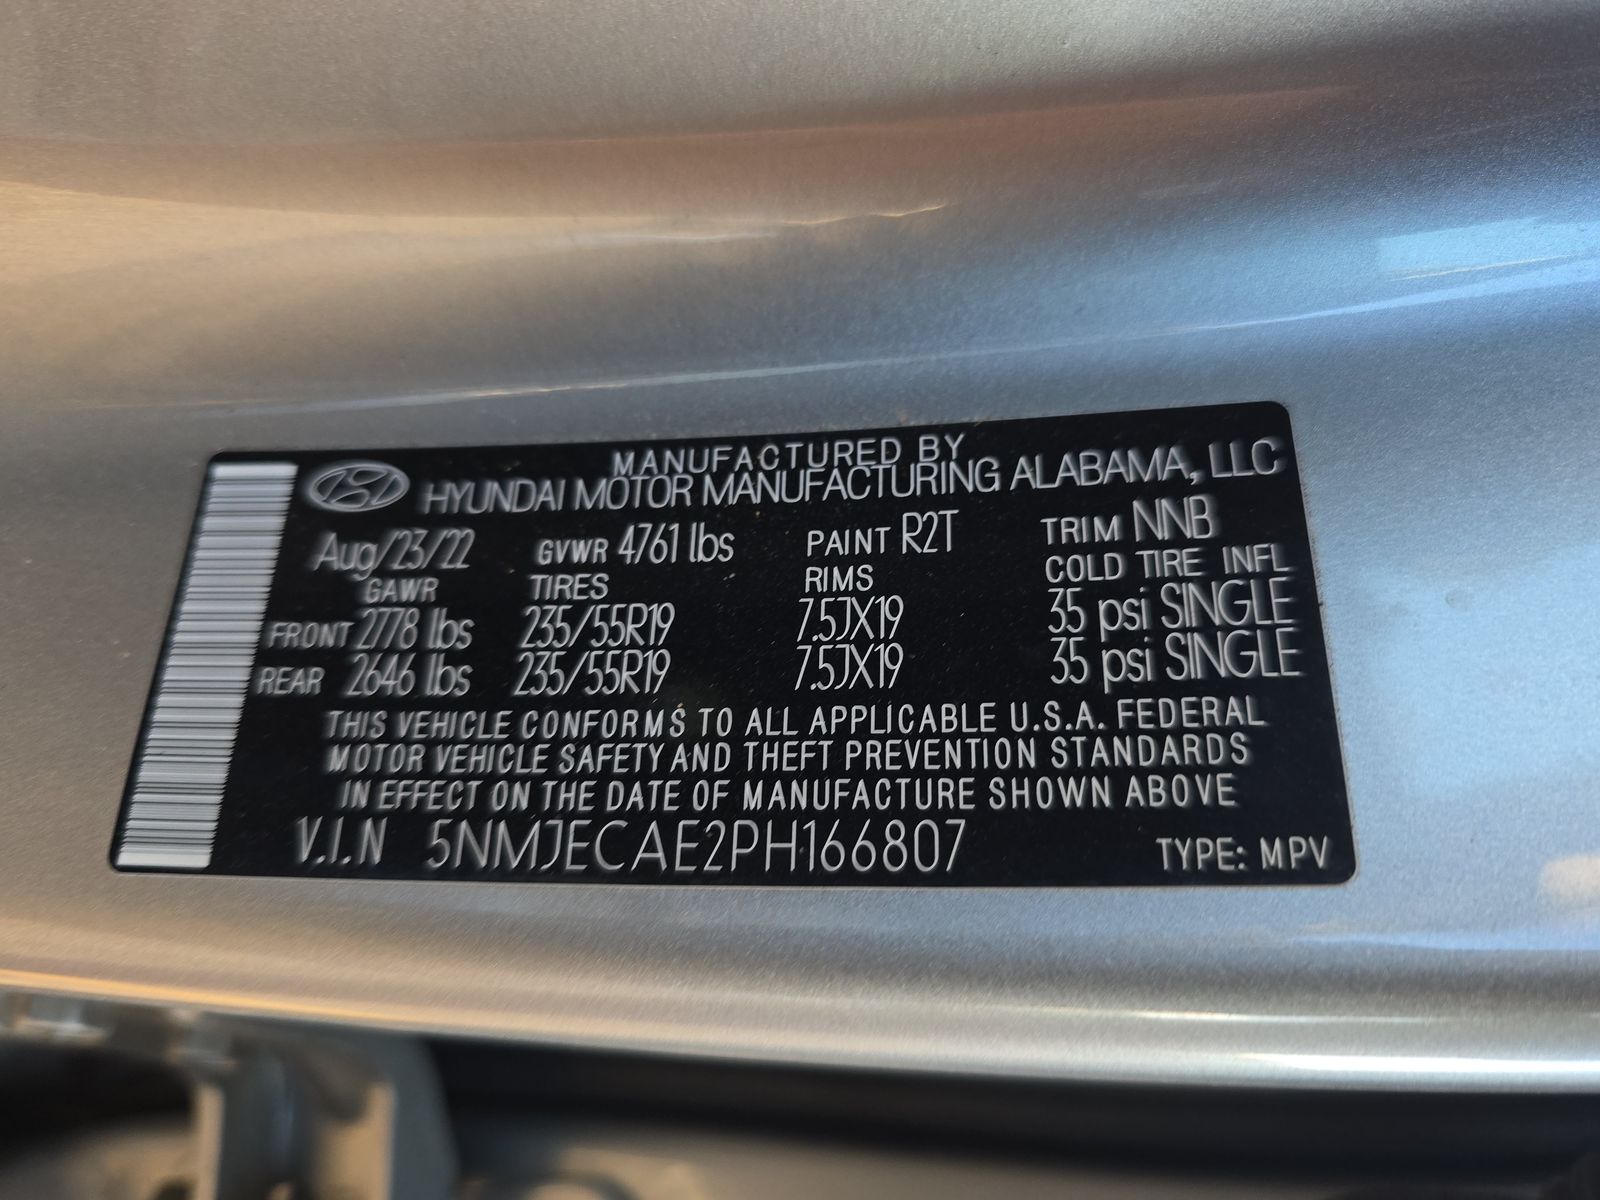 MANUFACTURED BY
HYUNDAI MOTOR MANUFACTURING ALABAMA, LLC
Aug/23/22 GVWR 4761 lbs PAINT R2T TRIM NNB
GAWR TIRES RIMS COLD TIRE INFL
FRONT 2778 lbs 235/55R19 7.5JX19 35 psi SINGLE
REAR 2646 lbs 235/55R19 7.5JX19 35 psi SINGLE
THIS VEHICLE CONFORMS TO ALL APPLICABLE U.S.A. FEDERAL
MOTOR VEHICLE SAFETY AND THEFT PREVENTION STANDARDS
IN EFFECT ON THE DATE OF MANUFACTURE SHOWN ABOVE
V.I.N 5NMJECAE2PH166807 TYPE: MPV